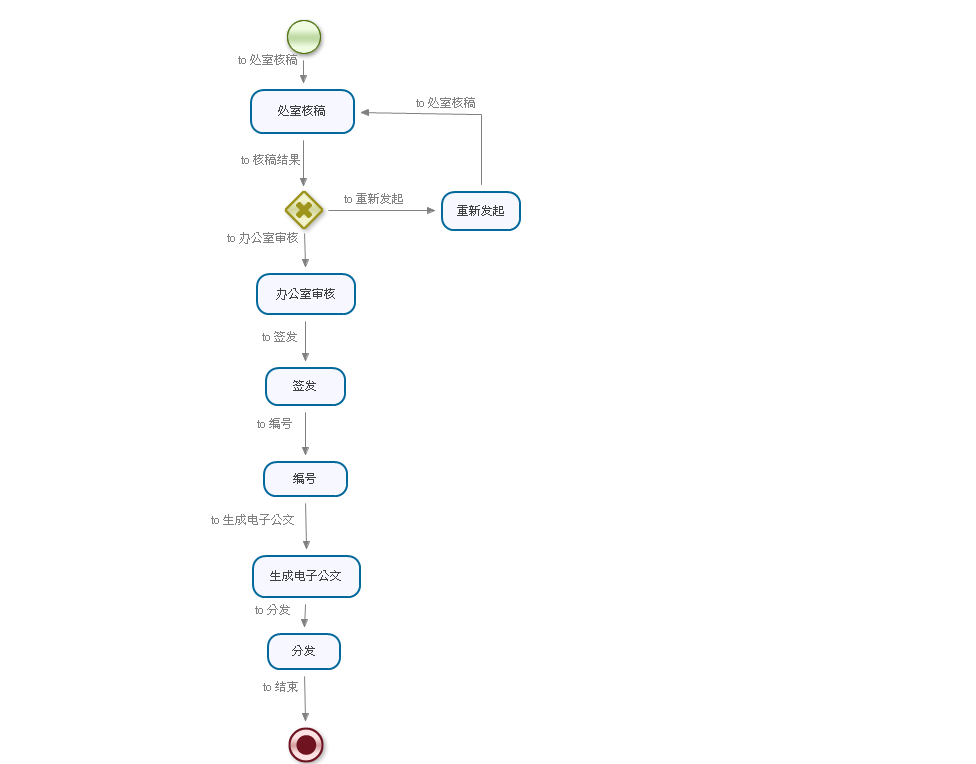 to 处室核稿
处室核稿
to 处室核稿
to 核稿结果
to 重新发起
重新发起
to 办公室审核
办公室审核
to 签发
签发
to 编号
编号
to 生成电子公文
生成电子公文
to 分发
分发
to 结束